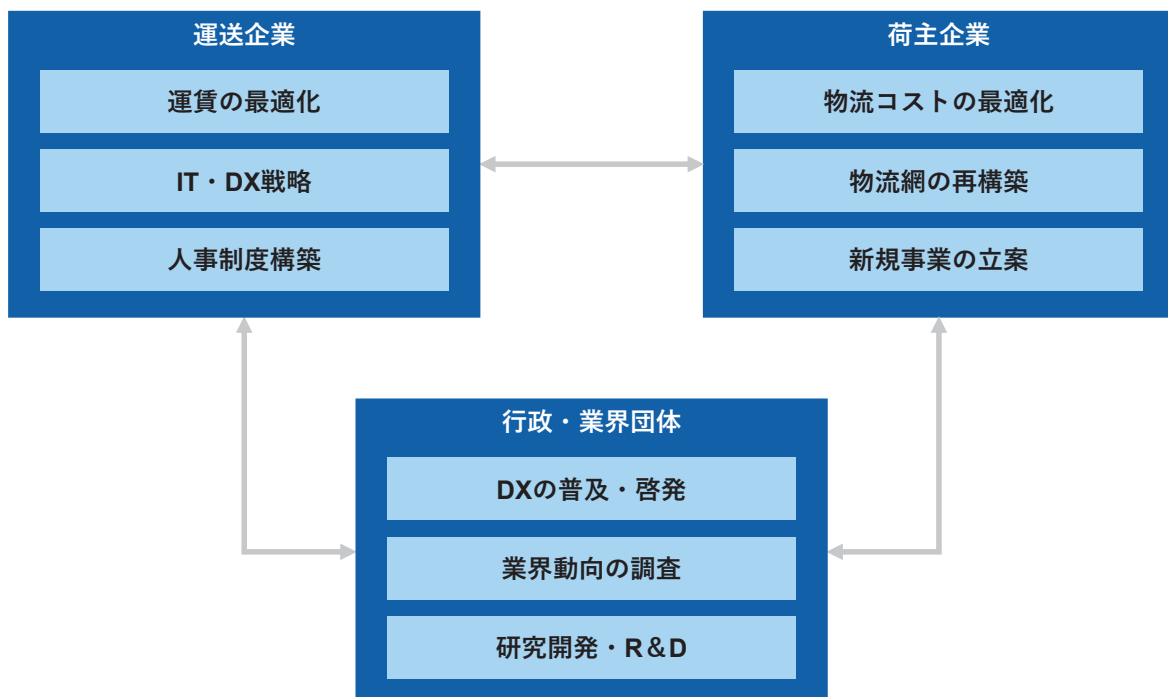 運送企業
運賃の最適化
IT・DX戦略
人事制度構築
荷主企業
物流コストの最適化
物流網の再構築
新規事業の立案
行政・業界団体
DXの普及・啓発
業界動向の調査
研究開発・R＆D